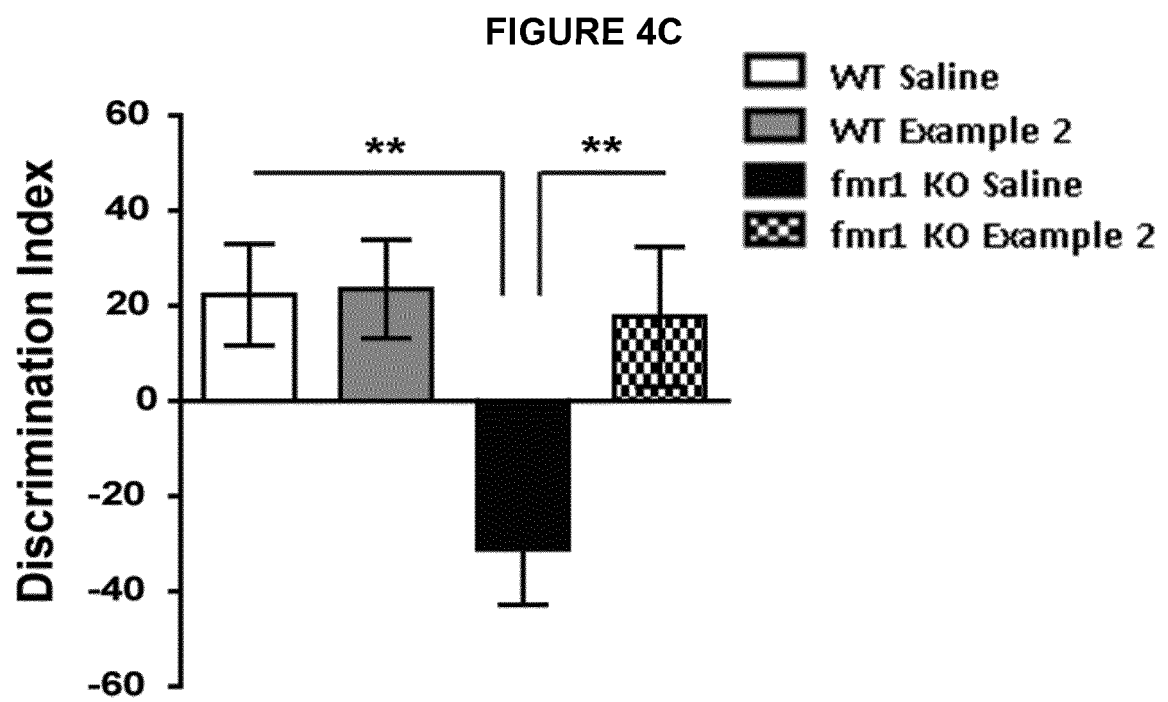 FIGURE 4C
WT Saline
WT Example 2
fmr1 KO Saline
fmr1 KO Example 2
Discrimination Index
60
40
20
0
-20
-40
-60
**
**